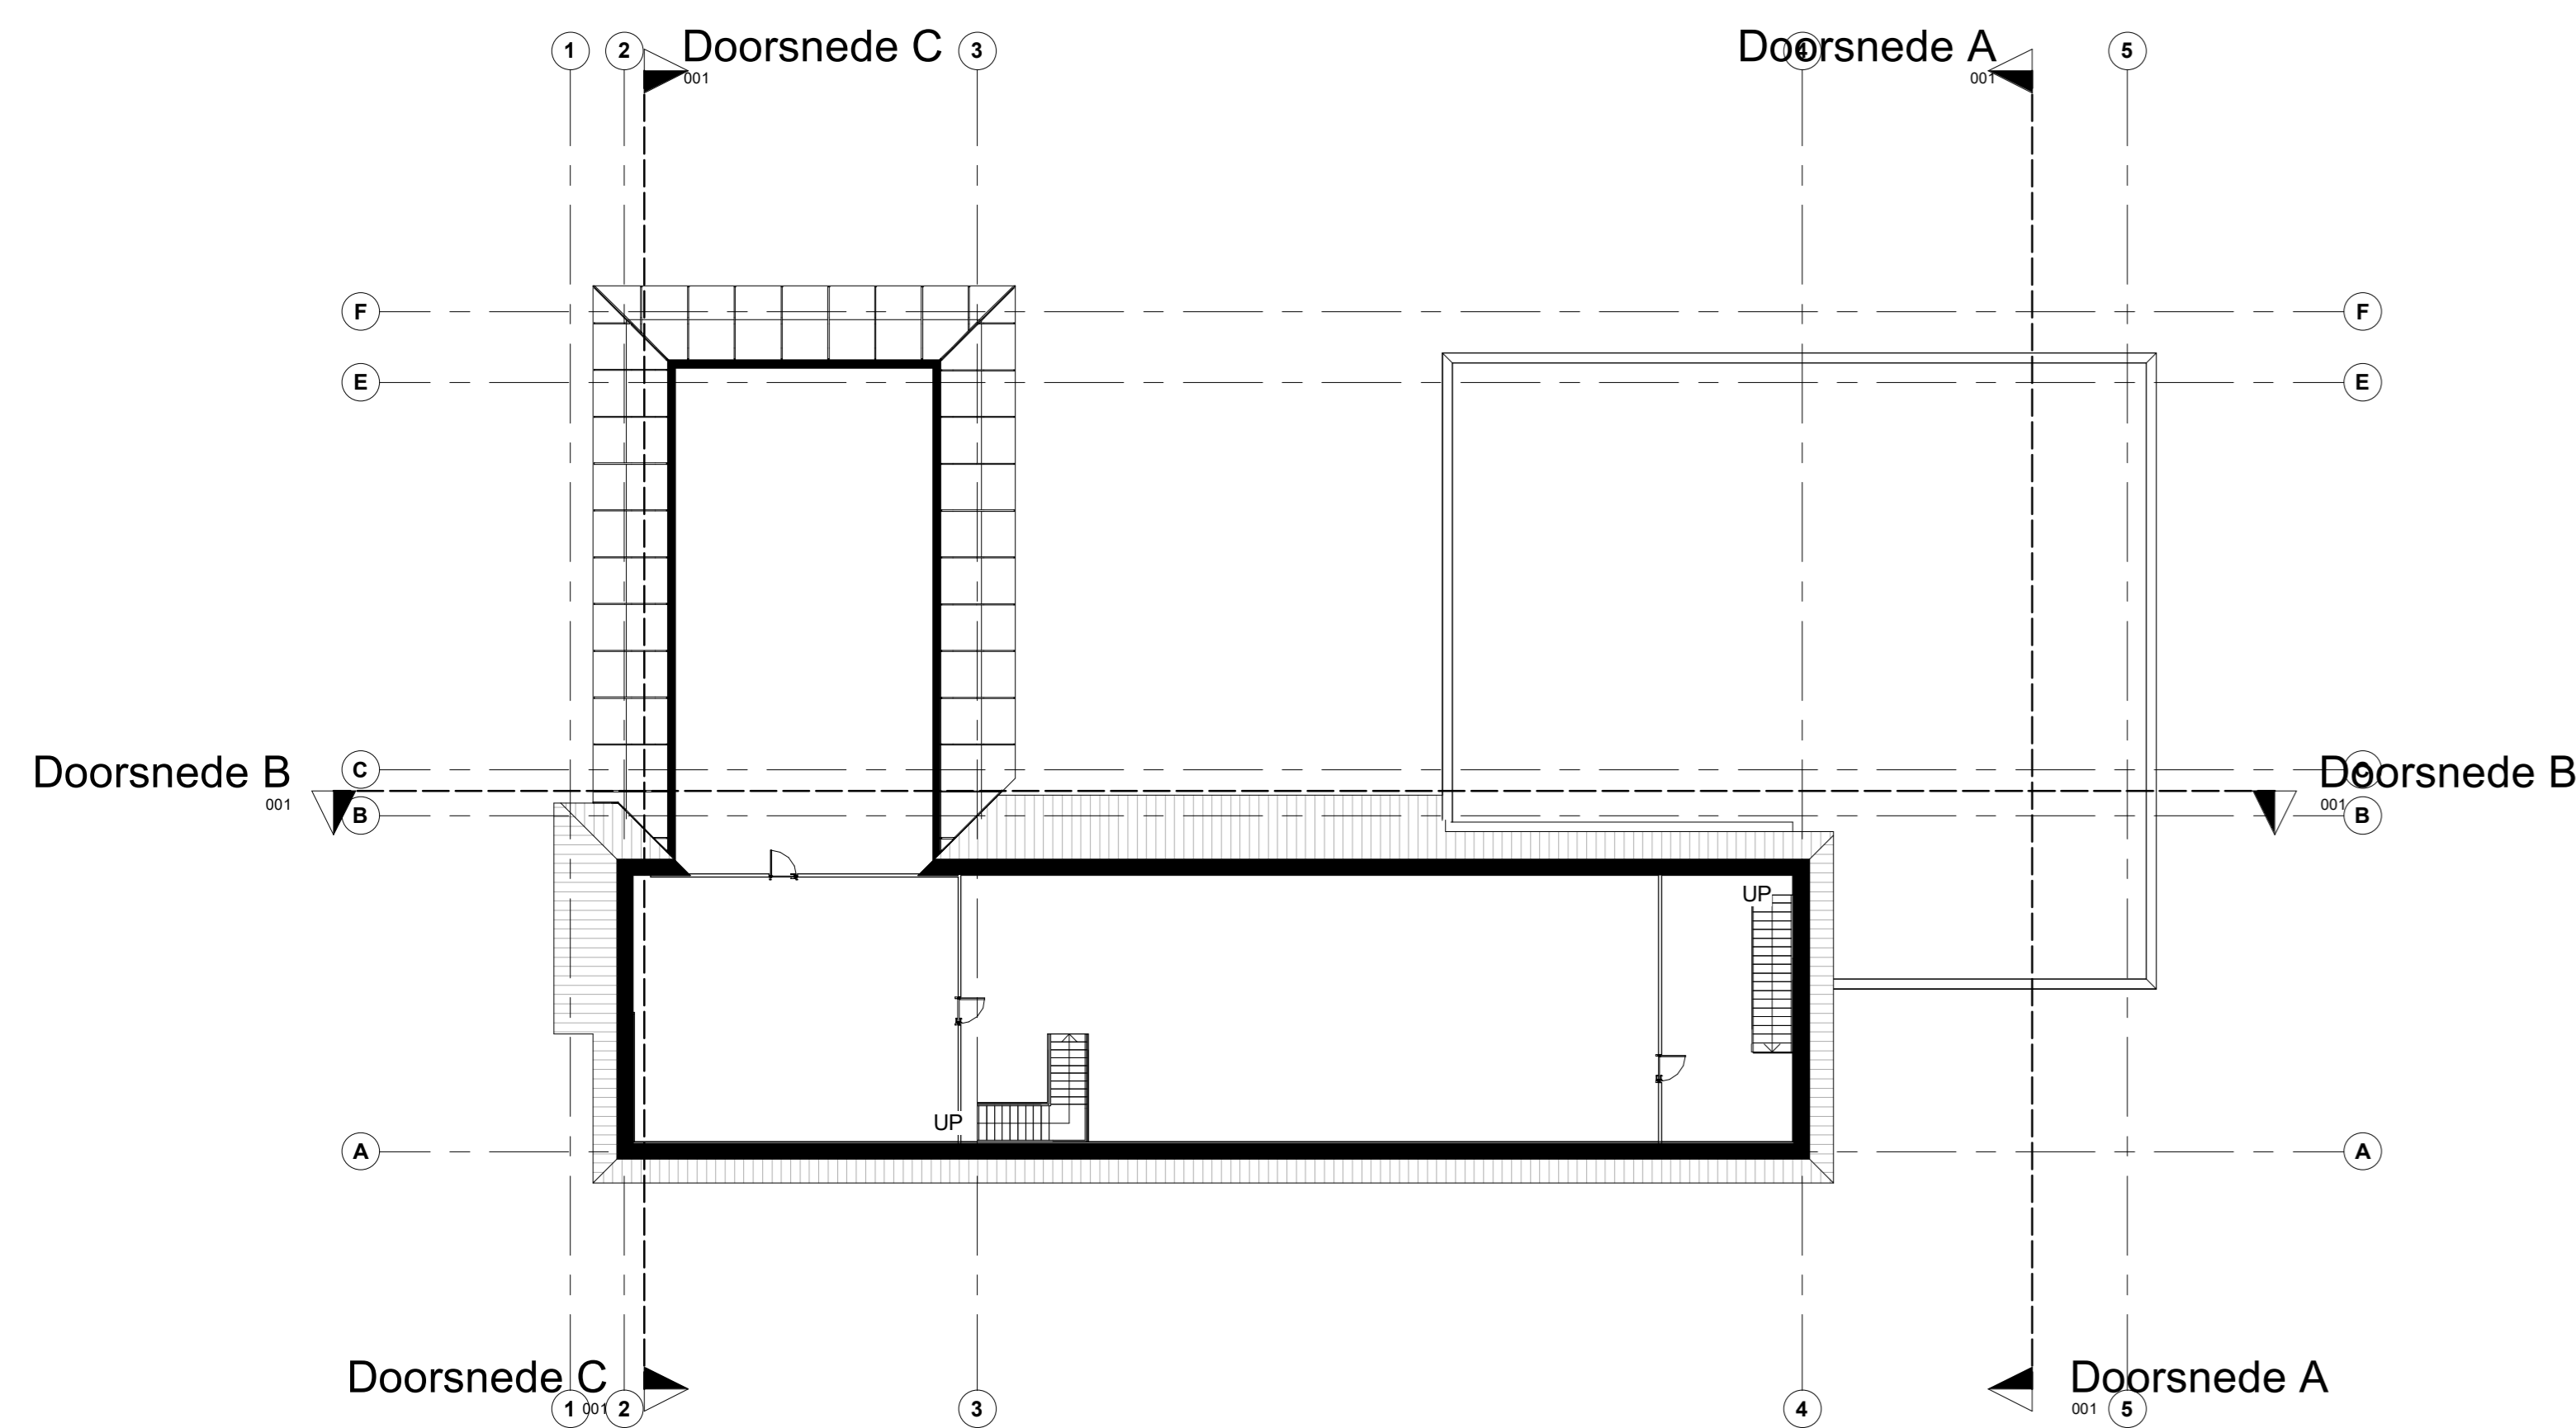 1 2 Doorsnede C 3 Doorsnede A 4 5
001 001
F F
E E
C C
Doorsnede B Doorsnede B
001 001
B B
UP
UP
A A
Doorsnede C Doorsnede A
1 001 2 3 4 001 5